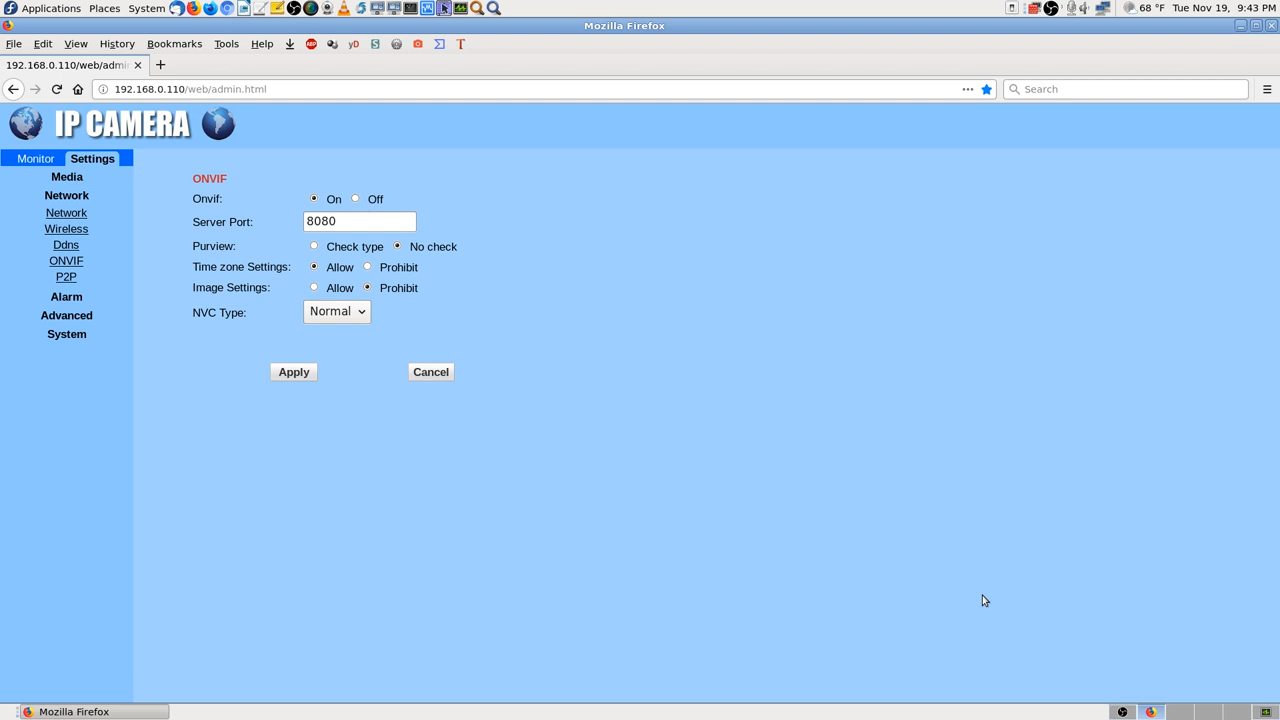 Applications Places System 68 °F Tue Nov 19, 9:43 PM
Mozilla Firefox
File Edit View History Bookmarks Tools Help
192.168.0.110/web/admi
192.168.0.110/web/admin.html Search
IP CAMERA
Monitor Settings
Media
Network
Network
Wireless
Ddns
ONVIF
P2P
Alarm
Advanced
System
ONVIF
Onvif: On Off
Server Port: 8080
Purview: Check type No check
Time zone Settings: Allow Prohibit
Image Settings: Allow Prohibit
NVC Type: Normal
Apply Cancel
Mozilla Firefox